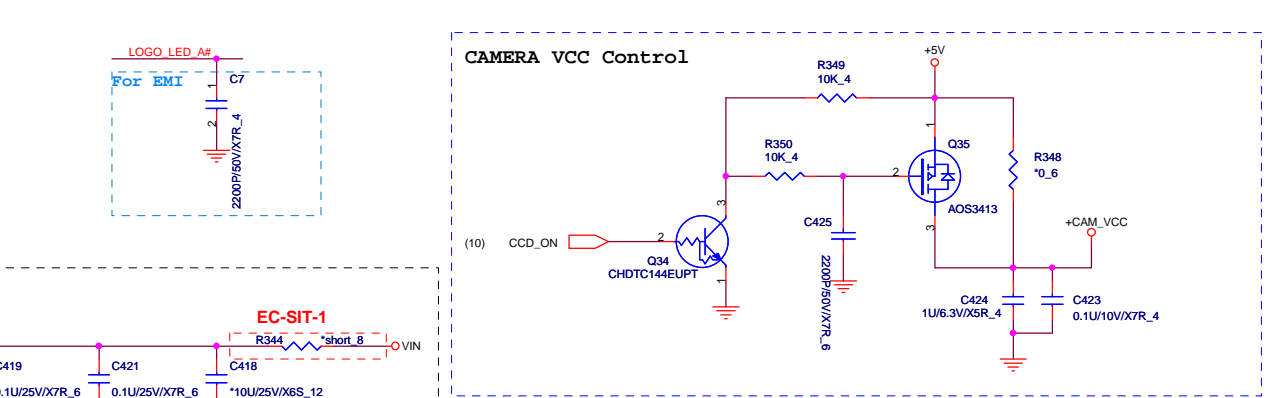 LOGO_LED_A#
For EMI
C7
1
2
2200P/50V/X7R_4
CAMERA VCC Control
+5V
R349
10K_4
R350
10K_4
1
Q35
2
AOS3413
3
R348
*0_6
+CAM_VCC
C425
2200P/50V/X7R_6
3
(10)
CCD_ON
2
Q34
CHDTC144EUPT
1
C424
1U/6.3V/X5R_4
C423
0.1U/10V/X7R_4
EC-SIT-1
R344
*short_8
VIN
C419
.1U/25V/X7R_6
C421
0.1U/25V/X7R_6
C418
*10U/25V/X6S_12